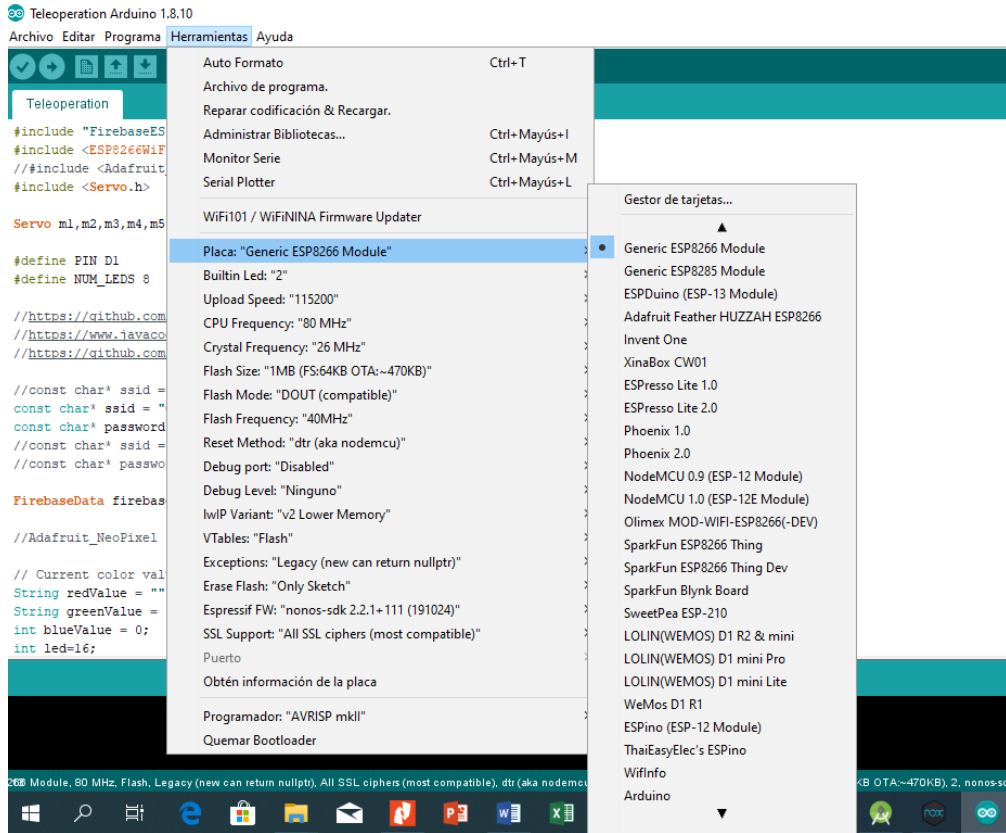 Teleoperation Arduino 1.8.10
Archivo Editar Programa Herramientas Ayuda
Teleoperation
#include "FirebaseES
#include <ESP8266WiF
//#include <Adafruit_
#include <Servo.h>
Servo m1,m2,m3,m4,m5
#define PIN D1
#define NUM_LEDS 8
//https://github.com
//https://www.javaco
//https://github.com
//const char* ssid =
const char* ssid = "
const char* password
//const char* ssid =
//const char* passwo
FirebaseData firebas
//Adafruit_NeoPixel
// Current color val
String redValue = ""
String greenValue =
int blueValue = 0;
int led=16;
Auto Formato Ctrl+T
Archivo de programa.
Reparar codificación & Recargar.
Administrar Bibliotecas... Ctrl+Mayús+I
Monitor Serie Ctrl+Mayús+M
Serial Plotter Ctrl+Mayús+L
WiFi101 / WiFiNINA Firmware Updater
Placa: "Generic ESP8266 Module"
Builtin Led: "2"
Upload Speed: "115200"
CPU Frequency: "80 MHz"
Crystal Frequency: "26 MHz"
Flash Size: "1MB (FS:64KB OTA:~470KB)"
Flash Mode: "DOUT (compatible)"
Flash Frequency: "40MHz"
Reset Method: "dtr (aka nodemcu)"
Debug port: "Disabled"
Debug Level: "Ninguno"
lwIP Variant: "v2 Lower Memory"
VTables: "Flash"
Exceptions: "Legacy (new can return nullptr)"
Erase Flash: "Only Sketch"
Espressif FW: "nonos-sdk 2.2.1+111 (191024)"
SSL Support: "All SSL ciphers (most compatible)"
Puerto
Obtén información de la placa
Programador: "AVRISP mkII"
Quemar Bootloader
Gestor de tarjetas...
Generic ESP8266 Module
Generic ESP8285 Module
ESPDuino (ESP-13 Module)
Adafruit Feather HUZZAH ESP8266
Invent One
XinaBox CW01
ESPresso Lite 1.0
ESPresso Lite 2.0
Phoenix 1.0
Phoenix 2.0
NodeMCU 0.9 (ESP-12 Module)
NodeMCU 1.0 (ESP-12E Module)
Olimex MOD-WIFI-ESP8266(-DEV)
SparkFun ESP8266 Thing
SparkFun ESP8266 Thing Dev
SparkFun Blynk Board
SweetPea ESP-210
LOLIN(WEMOS) D1 R2 & mini
LOLIN(WEMOS) D1 mini Pro
LOLIN(WEMOS) D1 mini Lite
WeMos D1 R1
ESPino (ESP-12 Module)
ThaiEasyElec's ESPino
WifInfo
Arduino
Module, 80 MHz, Flash, Legacy (new can return nullptr), All SSL ciphers (most compatible), dtr (aka nodemcu KB OTA:~470KB), 2, nonos-sd